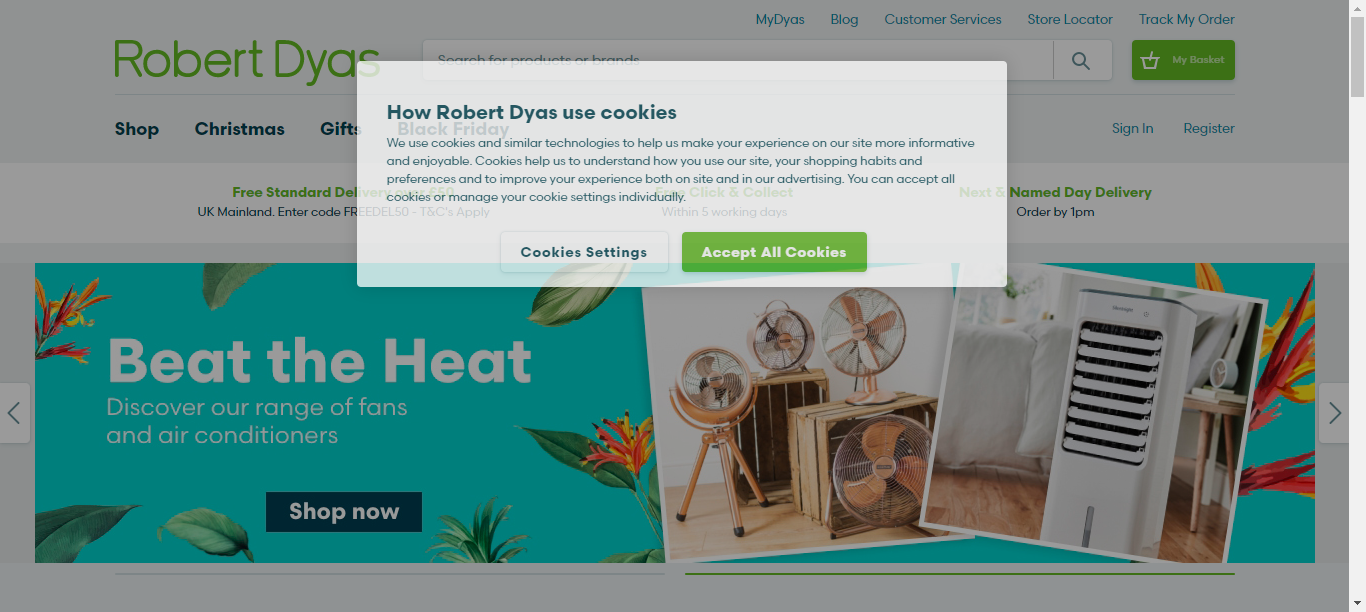 MyDyas Blog Customer Services Store Locator Track My Order
Robert Dyas
Search for products or brands
My Basket
Shop Christmas Gifts Black Friday
Sign In Register
How Robert Dyas use cookies
We use cookies and similar technologies to help us make your experience on our site more informative
and enjoyable. Cookies help us to understand how you use our site, your shopping habits and
preferences and to improve your experience both on site and in our advertising. You can accept all
cookies or manage your cookie settings individually.
Cookies Settings Accept All Cookies
Free Standard Delivery over £50
UK Mainland. Enter code FREEDEL50 - T&C's Apply
Free Click & Collect
Within 5 working days
Next & Named Day Delivery
Order by 1pm
Beat the Heat
Discover our range of fans
and air conditioners
Shop now